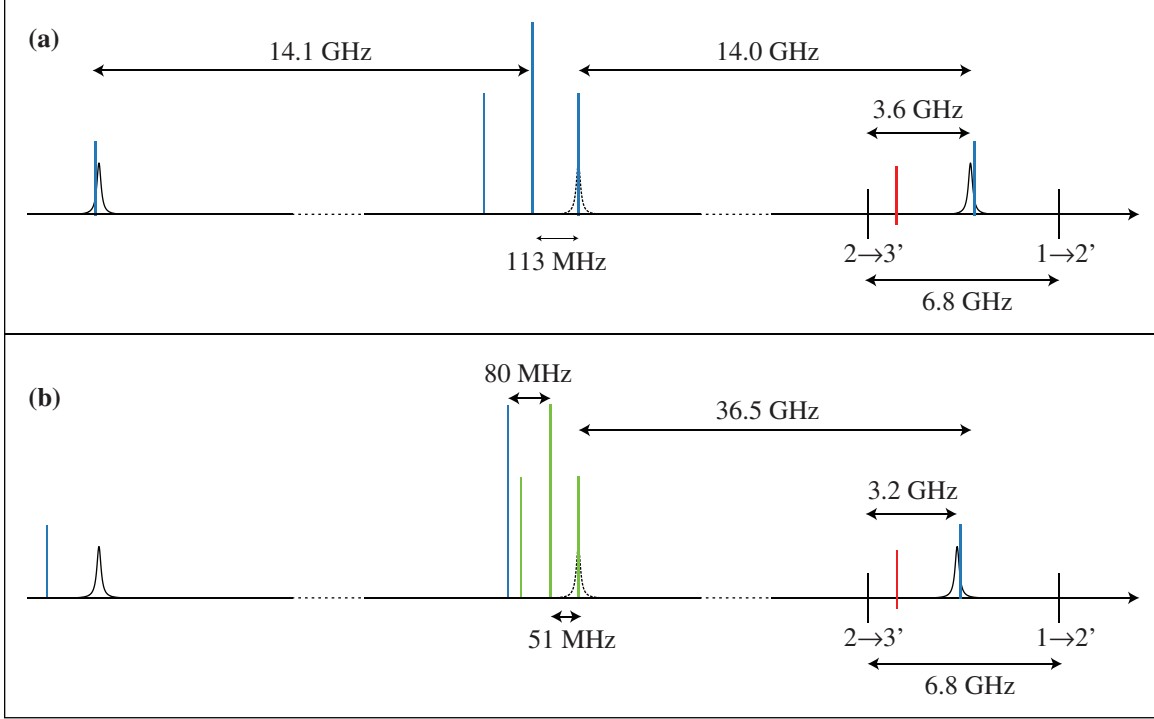 (a)
14.1 GHz
14.0 GHz
3.6 GHz
113 MHz
2→3’
1→2’
6.8 GHz
(b)
80 MHz
36.5 GHz
3.2 GHz
51 MHz
2→3’
1→2’
6.8 GHz